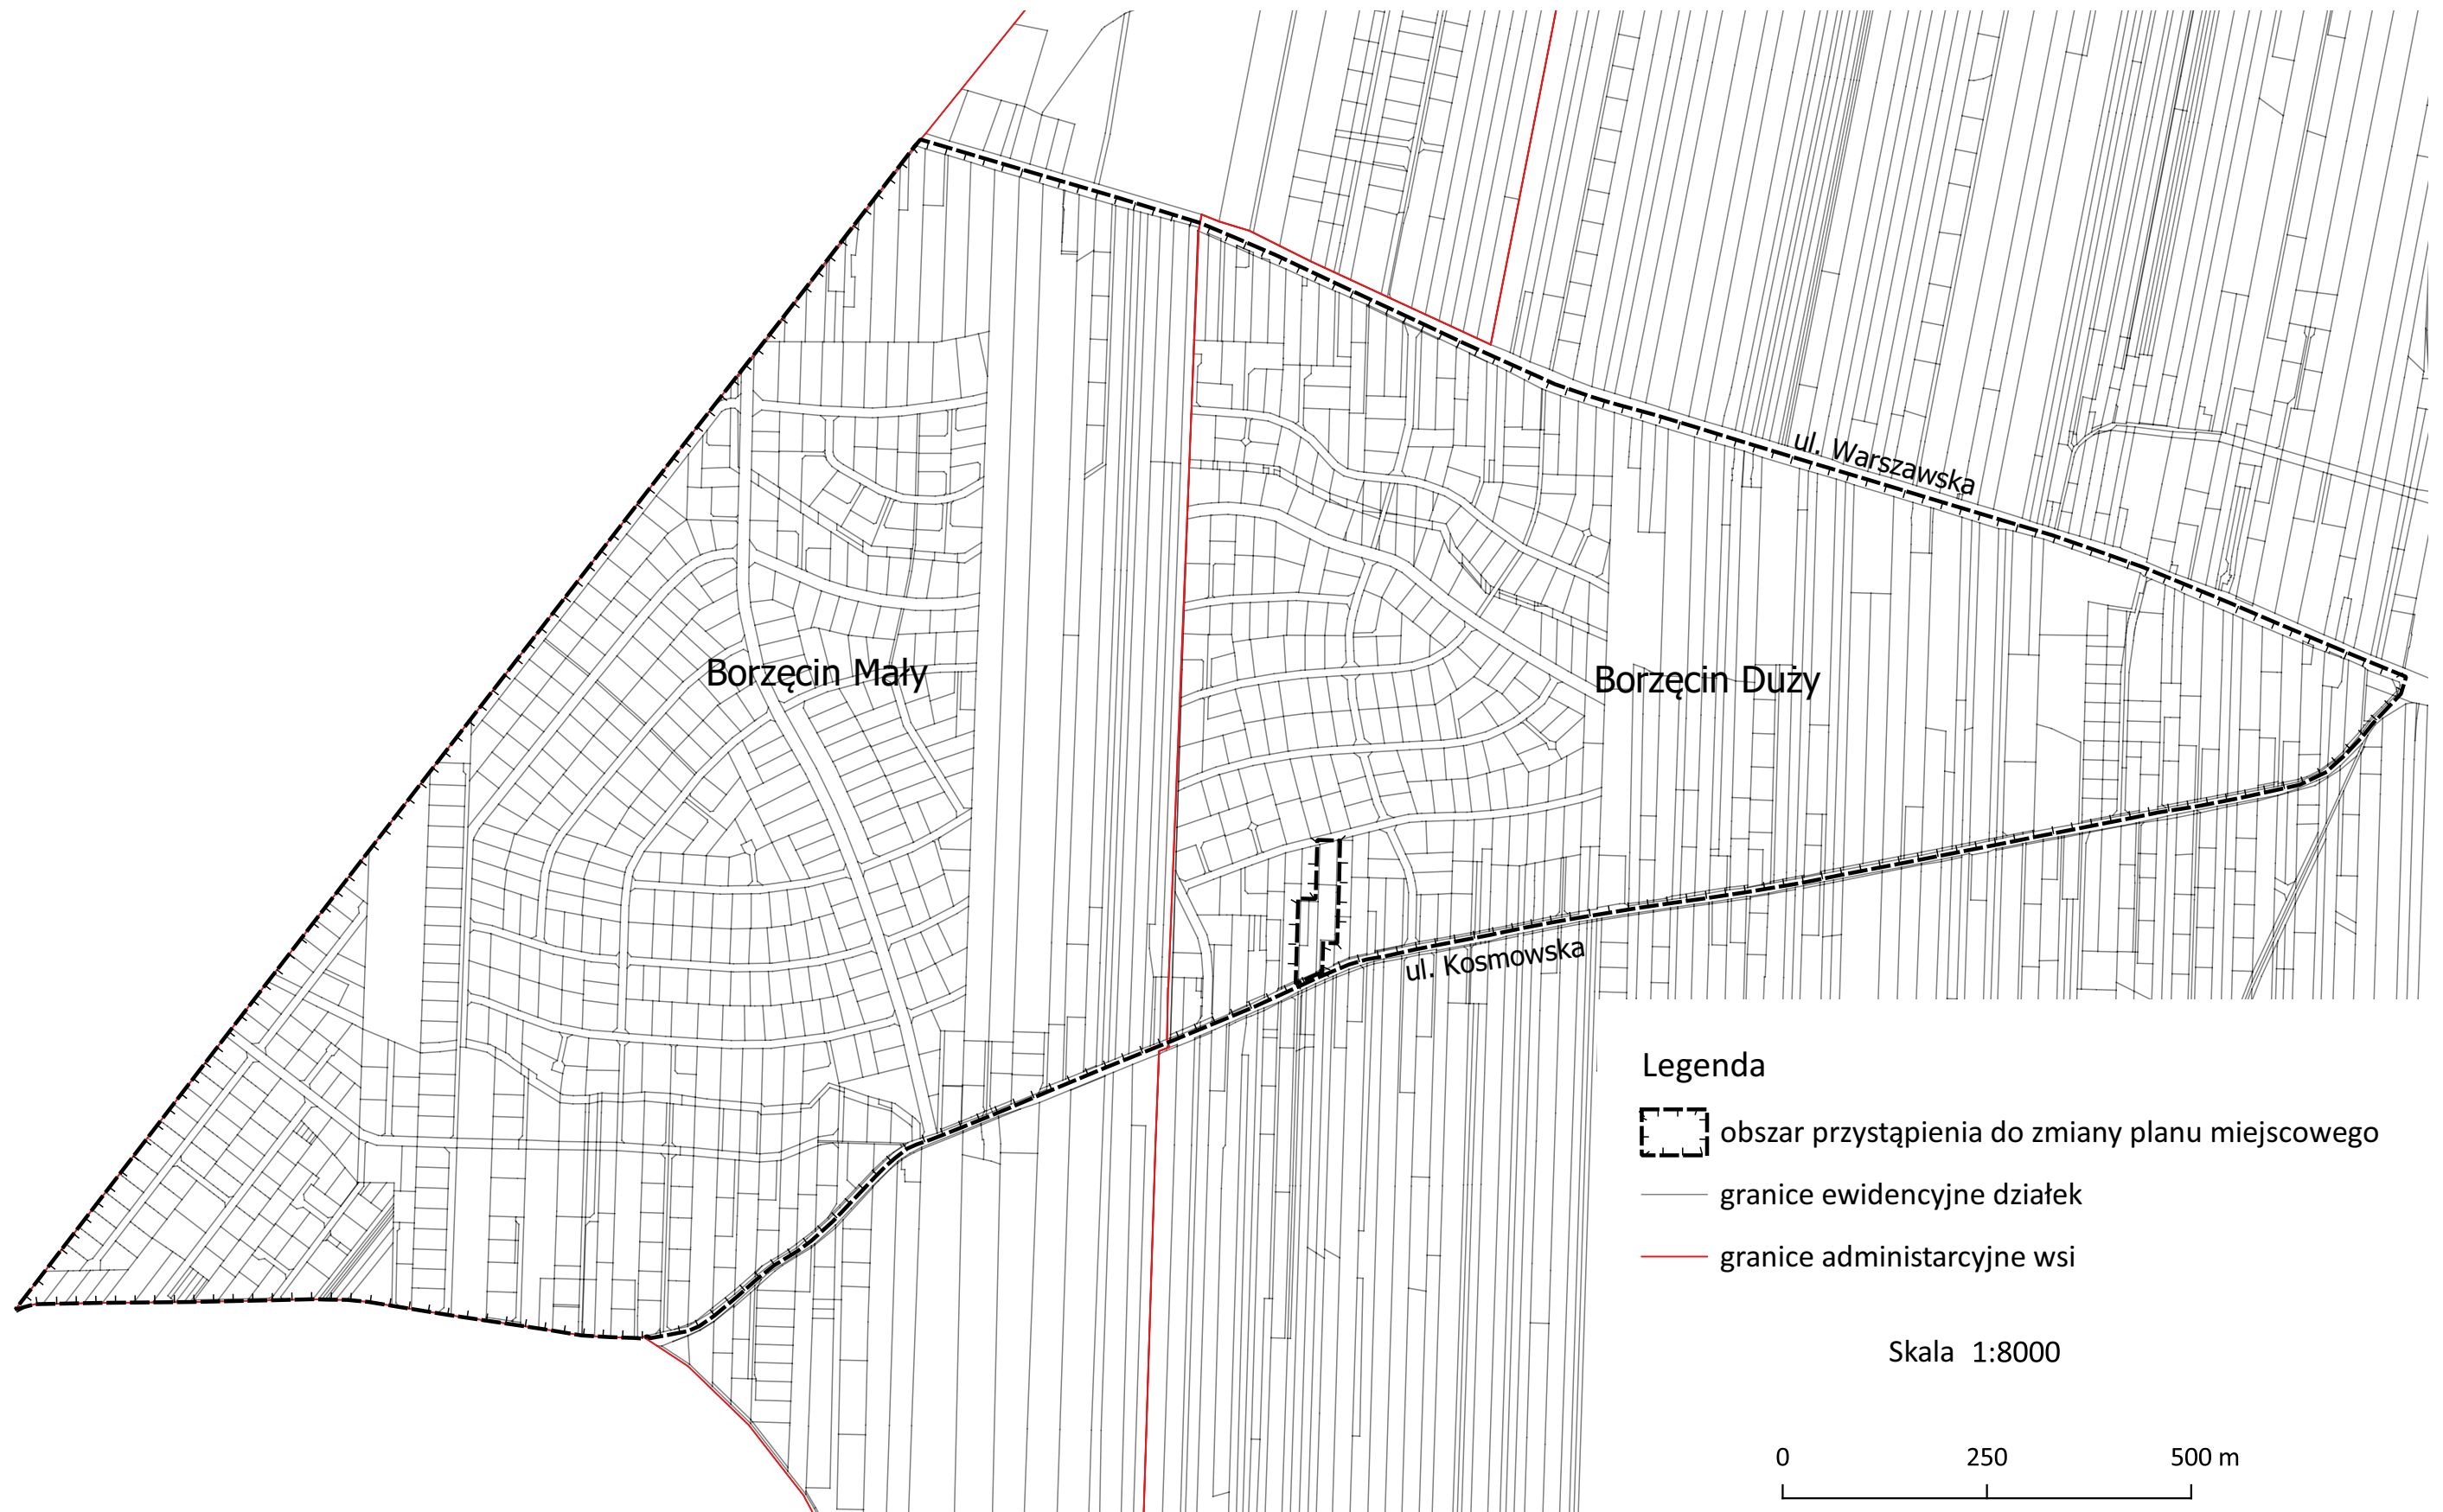 ul. Warszawska
Borzęcin Mały
Borzęcin Duży
ul. Kosmowska
Legenda
obszar przystąpienia do zmiany planu miejscowego
granice ewidencyjne działek
granice administarcyjne wsi
Skala 1:8000
0 250 500 m